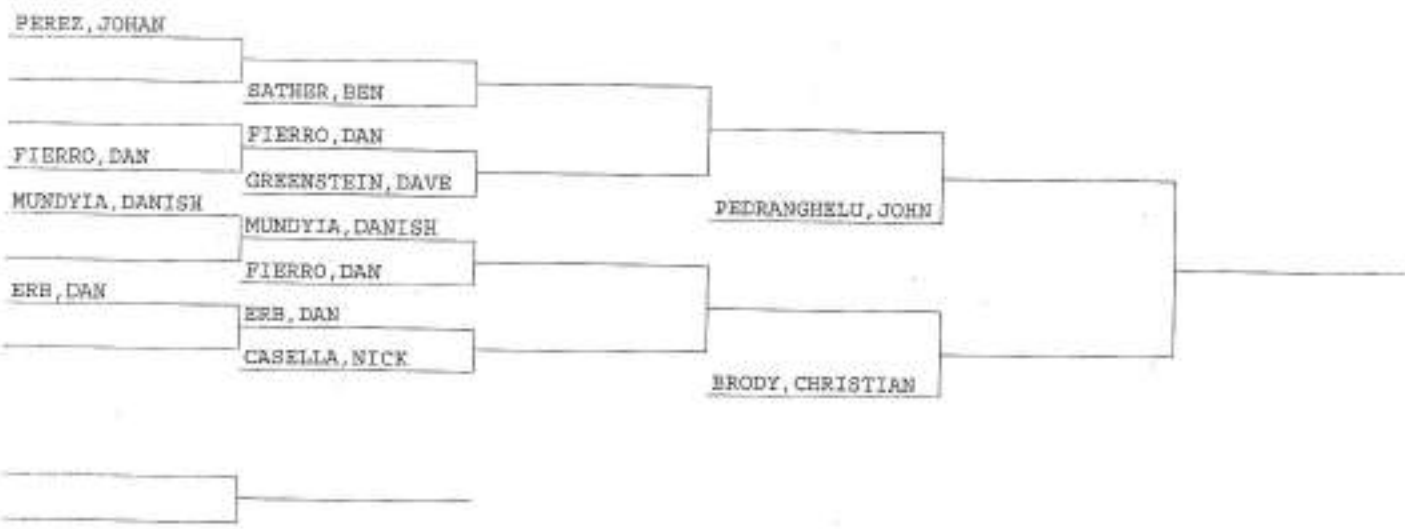 PEREZ,JOHAN
SATHER,BEN
FIERRO,DAN
FIERRO,DAN
GREENSTEIN,DAVE
MUNDYIA,DANISH
PEDRANGHELU,JOHN
MUNDYIA,DANISH
FIERRO,DAN
ERB,DAN
ERB,DAN
CASELLA,NICK
BRODY,CHRISTIAN